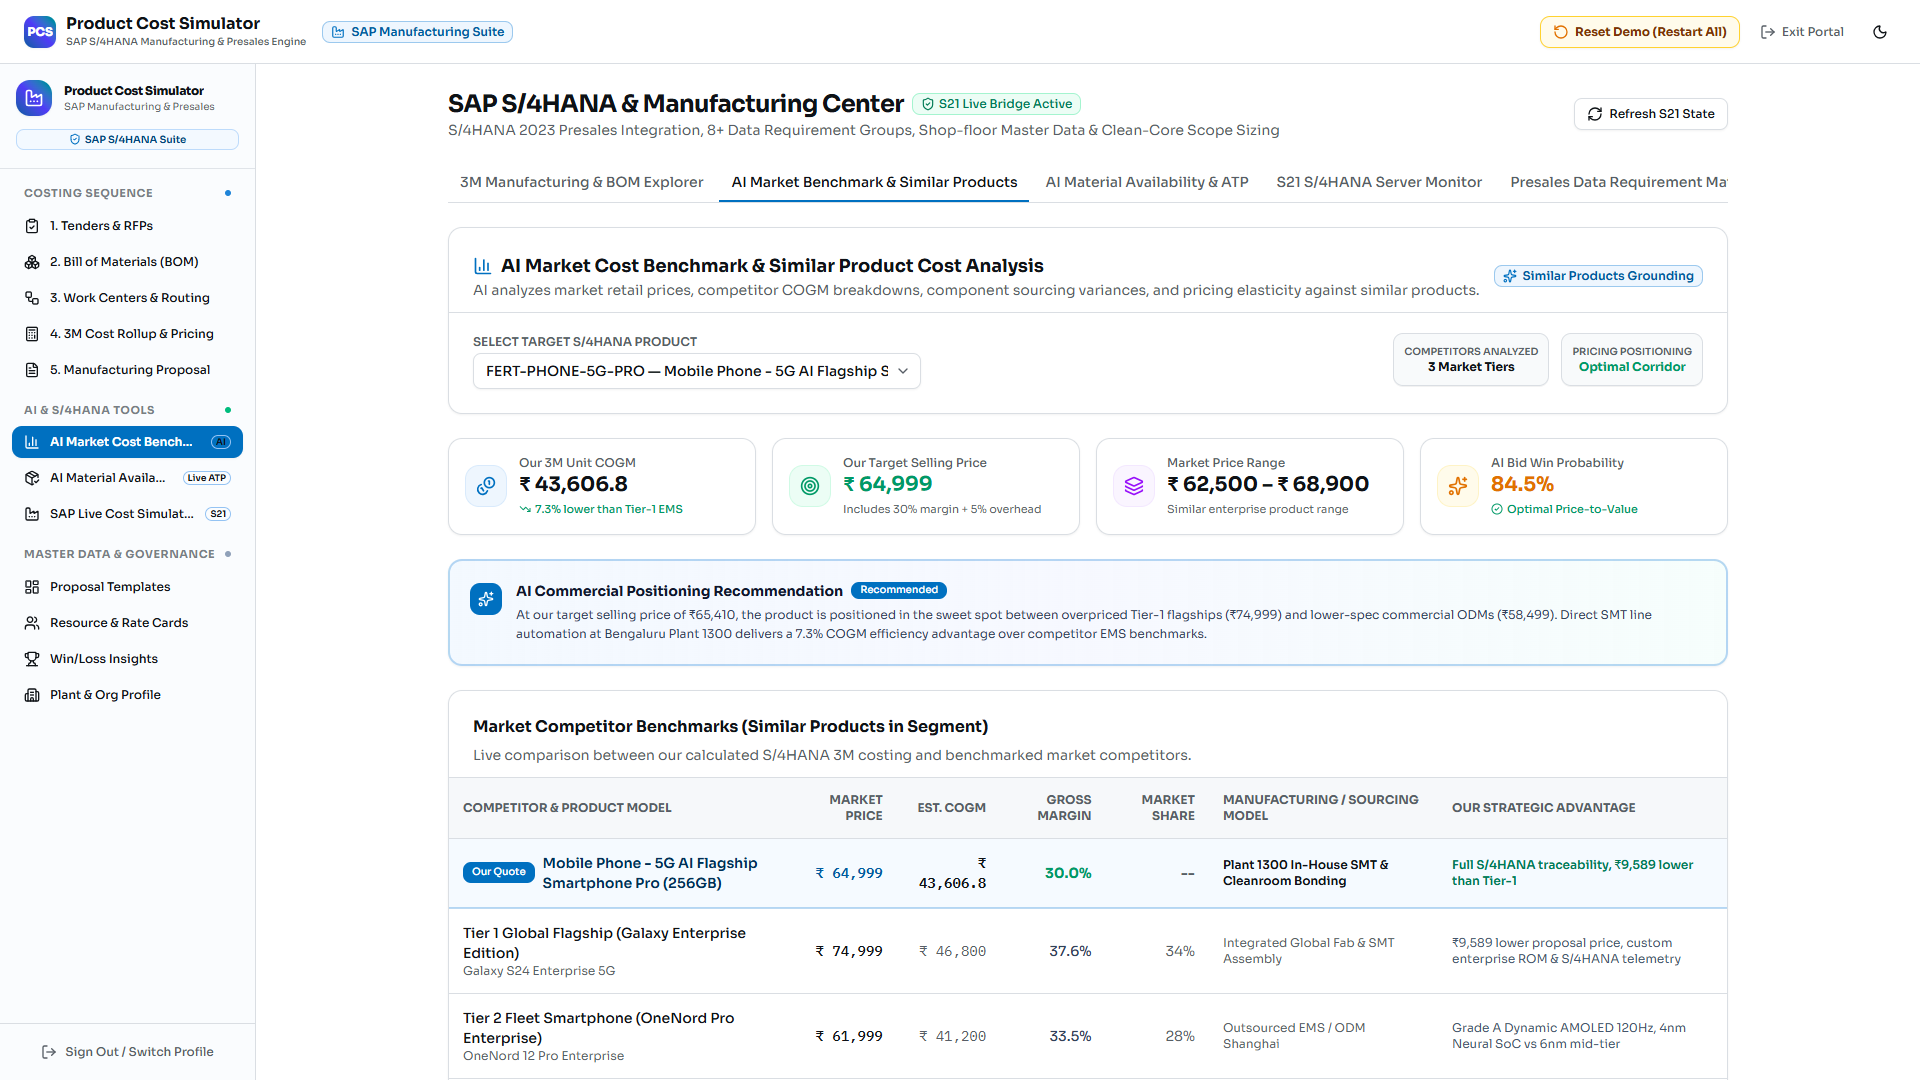 PCS
Product Cost Simulator
SAP S/4HANA Manufacturing & Presales Engine
SAP Manufacturing Suite
Reset Demo (Restart All)
Exit Portal
Product Cost Simulator
SAP Manufacturing & Presales
SAP S/4HANA Suite
COSTING SEQUENCE
1. Tenders & RFPs
2. Bill of Materials (BOM)
3. Work Centers & Routing
4. 3M Cost Rollup & Pricing
5. Manufacturing Proposal
AI & S/4HANA TOOLS
AI Market Cost Bench... AI
AI Material Availa... Live ATP
SAP Live Cost Simulat... S21
MASTER DATA & GOVERNANCE
Proposal Templates
Resource & Rate Cards
Win/Loss Insights
Plant & Org Profile
Sign Out / Switch Profile
SAP S/4HANA & Manufacturing Center
S21 Live Bridge Active
S/4HANA 2023 Presales Integration, 8+ Data Requirement Groups, Shop-floor Master Data & Clean-Core Scope Sizing
Refresh S21 State
3M Manufacturing & BOM Explorer
AI Market Benchmark & Similar Products
AI Material Availability & ATP
S21 S/4HANA Server Monitor
Presales Data Requirement Ma
AI Market Cost Benchmark & Similar Product Cost Analysis
AI analyzes market retail prices, competitor COGM breakdowns, component sourcing variances, and pricing elasticity against similar products.
Similar Products Grounding
SELECT TARGET S/4HANA PRODUCT
FERT-PHONE-5G-PRO — Mobile Phone - 5G AI Flagship S
COMPETITORS ANALYZED
3 Market Tiers
PRICING POSITIONING
Optimal Corridor
Our 3M Unit COGM
₹ 43,606.8
7.3% lower than Tier-1 EMS
Our Target Selling Price
₹ 64,999
Includes 30% margin + 5% overhead
Market Price Range
₹ 62,500 – ₹ 68,900
Similar enterprise product range
AI Bid Win Probability
84.5%
Optimal Price-to-Value
AI Commercial Positioning Recommendation
Recommended
At our target selling price of ₹65,410, the product is positioned in the sweet spot between overpriced Tier-1 flagships (₹74,999) and lower-spec commercial ODMs (₹58,499). Direct SMT line
automation at Bengaluru Plant 1300 delivers a 7.3% COGM efficiency advantage over competitor EMS benchmarks.
Market Competitor Benchmarks (Similar Products in Segment)
Live comparison between our calculated S/4HANA 3M costing and benchmarked market competitors.
COMPETITOR & PRODUCT MODEL
MARKET
PRICE
EST. COGM
GROSS
MARGIN
MARKET
SHARE
MANUFACTURING / SOURCING
MODEL
OUR STRATEGIC ADVANTAGE
Our Quote
Mobile Phone - 5G AI Flagship
Smartphone Pro (256GB)
₹ 64,999
₹
43,606.8
30.0%
--
Plant 1300 In-House SMT &
Cleanroom Bonding
Full S/4HANA traceability, ₹9,589 lower
than Tier-1
Tier 1 Global Flagship (Galaxy Enterprise
Edition)
Galaxy S24 Enterprise 5G
₹ 74,999
₹ 46,800
37.6%
34%
Integrated Global Fab & SMT
Assembly
₹9,589 lower proposal price, custom
enterprise ROM & S/4HANA telemetry
Tier 2 Fleet Smartphone (OneNord Pro
Enterprise)
OneNord 12 Pro Enterprise
₹ 61,999
₹ 41,200
33.5%
28%
Outsourced EMS / ODM
Shanghai
Grade A Dynamic AMOLED 120Hz, 4nm
Neural SoC vs 6nm mid-tier